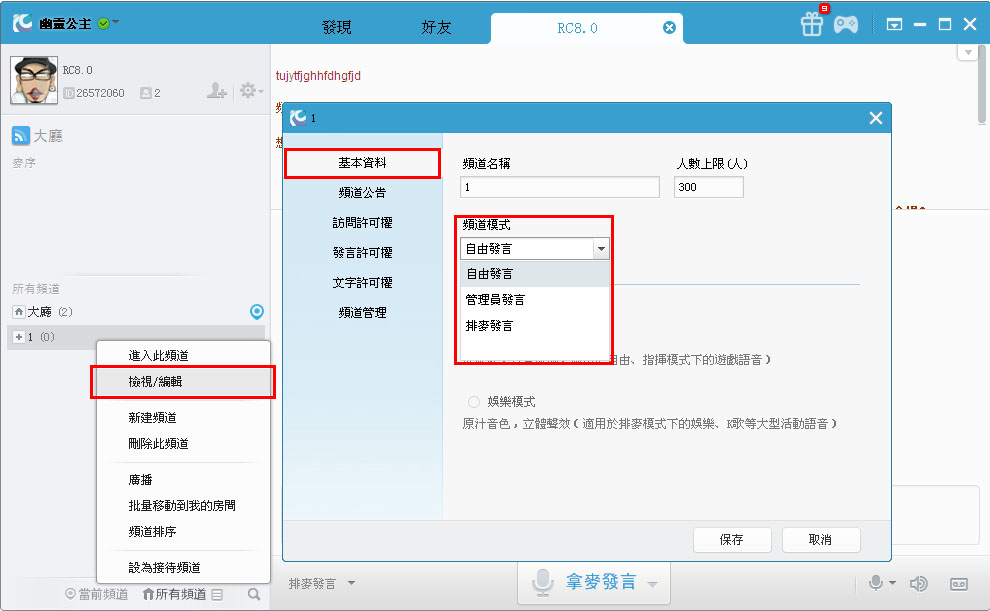 幽靈公主
發現
好友
RC8.0
9
RC8.0
ID 26572060 2
大廳
麥序
所有頻道
大廳 (2)
1 (0)
進入此頻道
檢視/編輯
新建頻道
刪除此頻道
廣播
批量移動到我的房間
頻道排序
設為接待頻道
當前頻道 所有頻道
tujytfjghhfdhgfjd
1
基本資料
頻道公告
訪問許可權
發言許可權
文字許可權
頻道管理
頻道名稱 人數上限(人)
1 300
頻道模式
自由發言
自由發言
管理員發言
排麥發言
自由、指揮模式下的遊戲語音)
娛樂模式
原汁音色,立體聲效(適用於排麥模式下的娛樂、K歌等大型活動語音)
保存 取消
排麥發言
拿麥發言